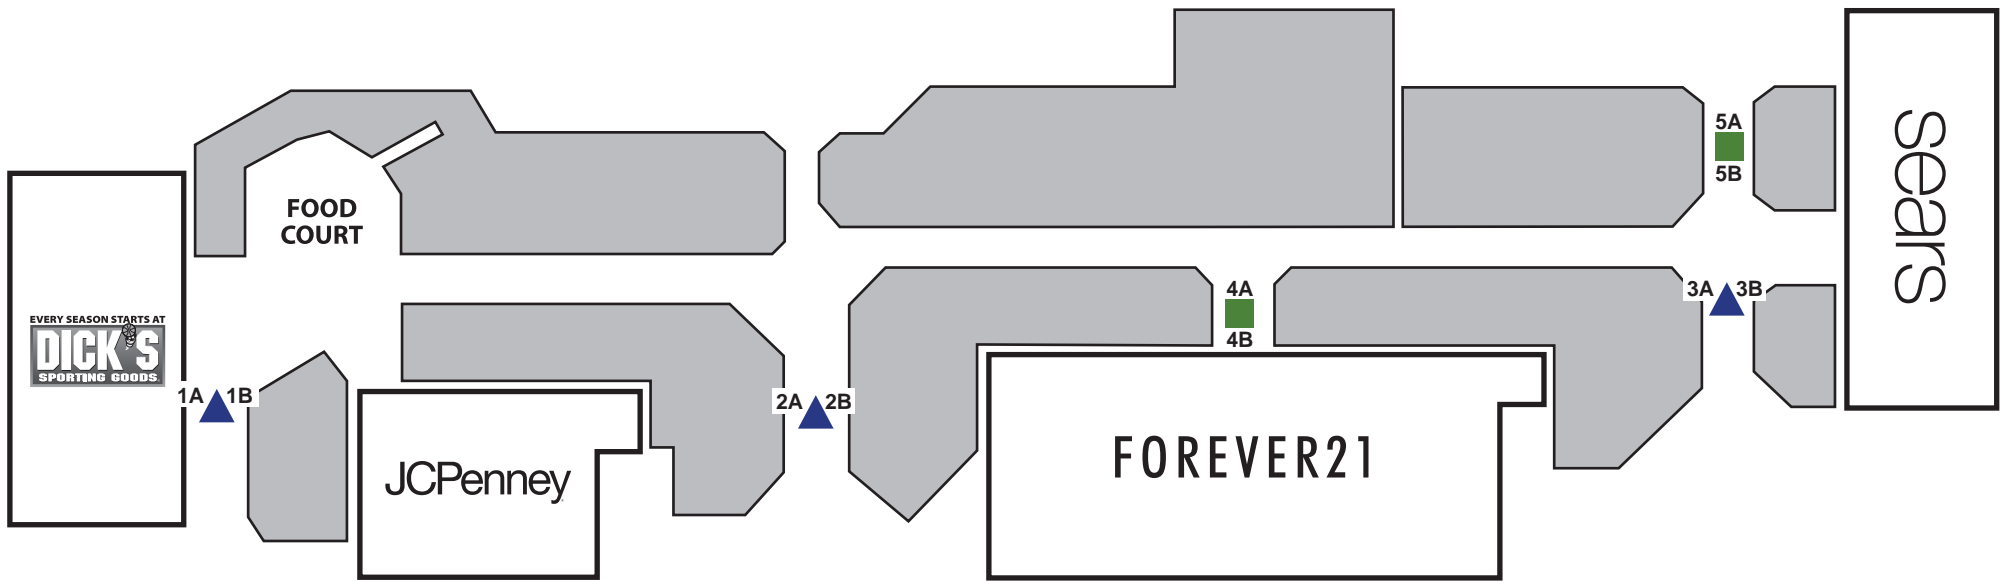 5A
5B
sears
FOOD
COURT
4A
4B
3A 3B
EVERY SEASON STARTS AT
DICK'S
SPORTING GOODS
1A 1B
2A 2B
JCPenney
FOREVER21